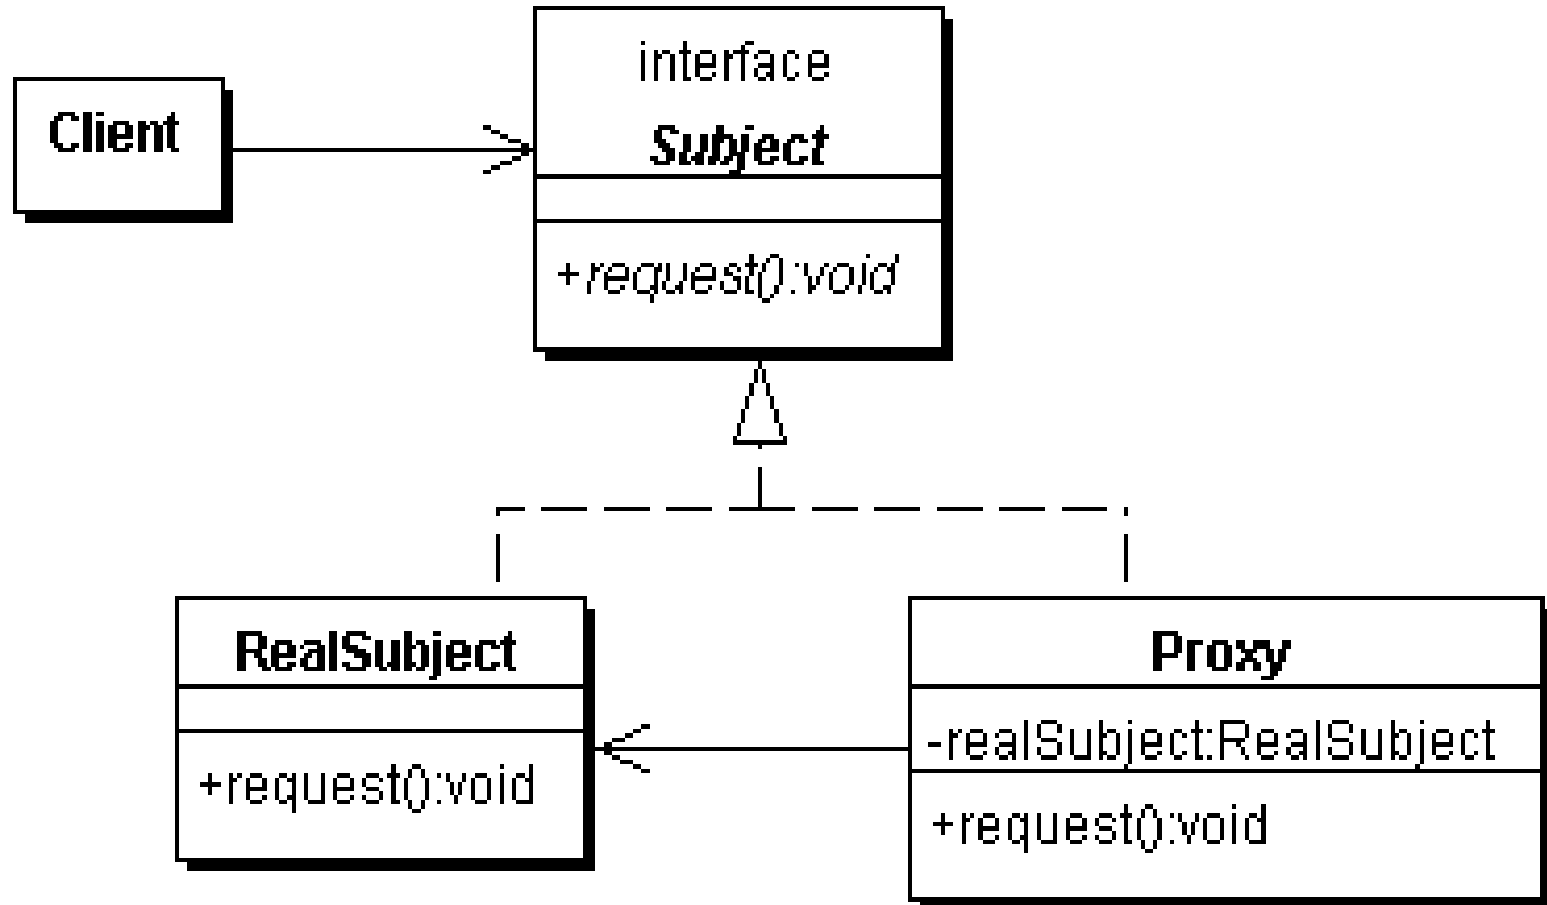 interface
Client
Subject
+request():void
RealSubject
Proxy
-realSubject:RealSubject
+request():void
+request():void